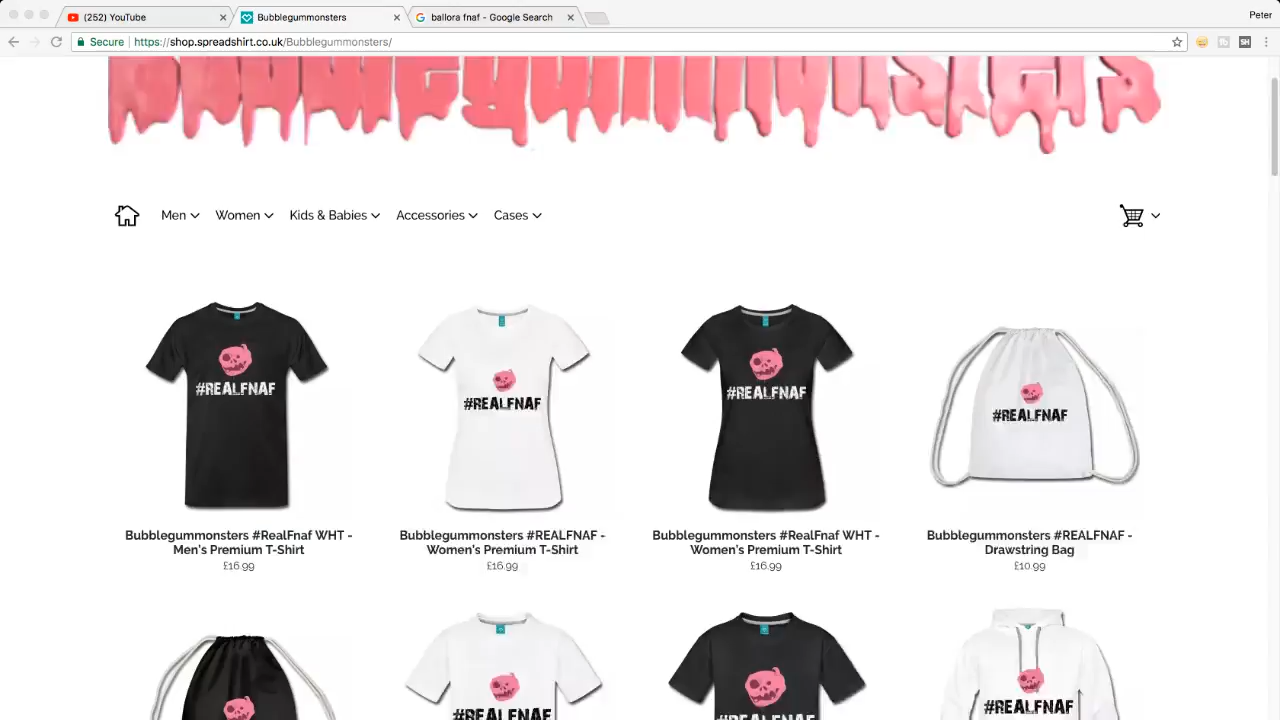 (252) YouTube
Bubblegummonsters
ballora fnaf - Google Search
Peter
Secure
https://shop.spreadshirt.co.uk/Bubblegummonsters/
Bubblegummonsters
Men
Women
Kids & Babies
Accessories
Cases
#REALFNAF
#REALFNAF
#REALFNAF
#REALFNAF
Bubblegummonsters #RealFnaf WHT -
Men's Premium T-Shirt
£16.99
Bubblegummonsters #REALFNAF -
Women's Premium T-Shirt
£16.99
Bubblegummonsters #RealFnaf WHT -
Women's Premium T-Shirt
£16.99
Bubblegummonsters #REALFNAF -
Drawstring Bag
£10.99
#REALFNAF
#REALFNAF
#REALFNAF